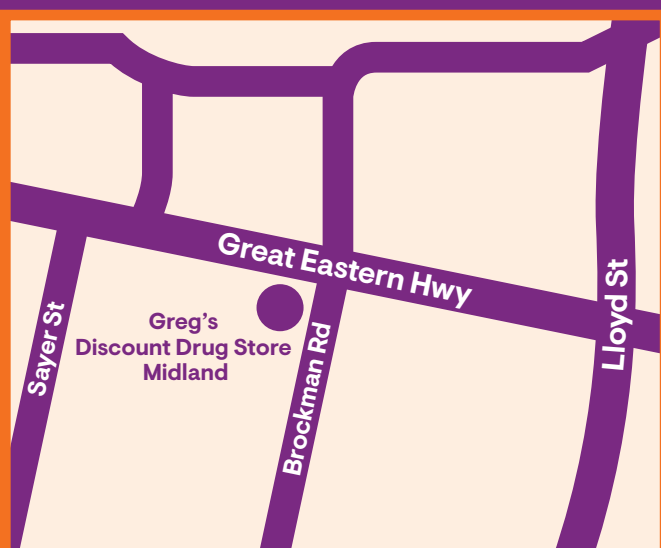 Great Eastern Hwy
Lloyd St
Sayer St
Greg's
Discount Drug Store
Midland
Brockman Rd